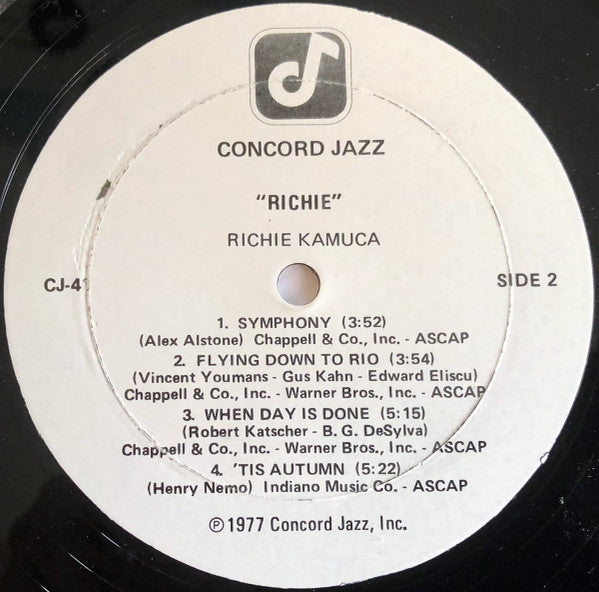 CONCORD JAZZ
"RICHIE"
RICHIE KAMUCA
CJ-41
SIDE 2
1. SYMPHONY (3:52)
(Alex Alstone) Chappell & Co., Inc. - ASCAP
2. FLYING DOWN TO RIO (3:54)
(Vincent Youmans - Gus Kahn - Edward Eliscu)
Chappell & Co., Inc. - Warner Bros., Inc. - ASCAP
3. WHEN DAY IS DONE (5:15)
(Robert Katscher - B. G. DeSylva)
Chappell & Co., Inc. - Warner Bros., Inc. - ASCAP
4. 'TIS AUTUMN (5:22)
(Henry Nemo) Indiano Music Co. - ASCAP
℗ 1977 Concord Jazz, Inc.